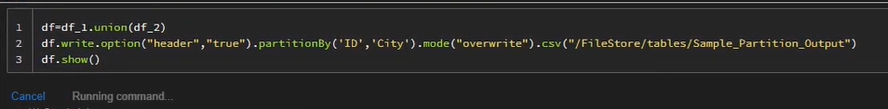 1 df=df_1.union(df_2)
2 df.write.option("header","true").partitionBy('ID','City').mode("overwrite").csv("/FileStore/tables/Sample_Partition_Output")
3 df.show()
Cancel Running command...